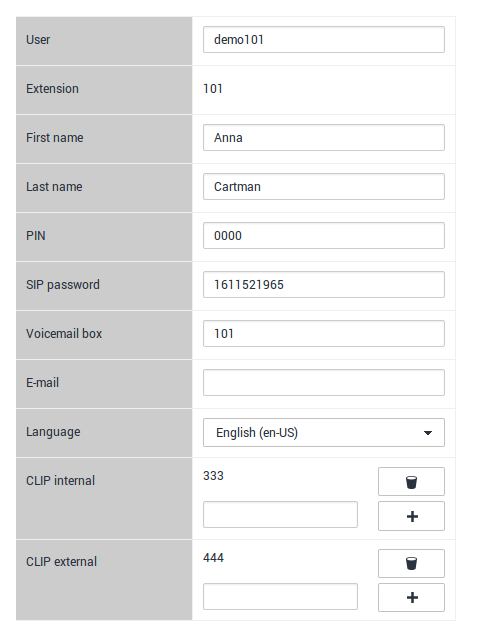 User demo101
Extension 101
First name Anna
Last name Cartman
PIN 0000
SIP password 1611521965
Voicemail box 101
E-mail
Language English (en-US)
CLIP internal 333
CLIP external 444